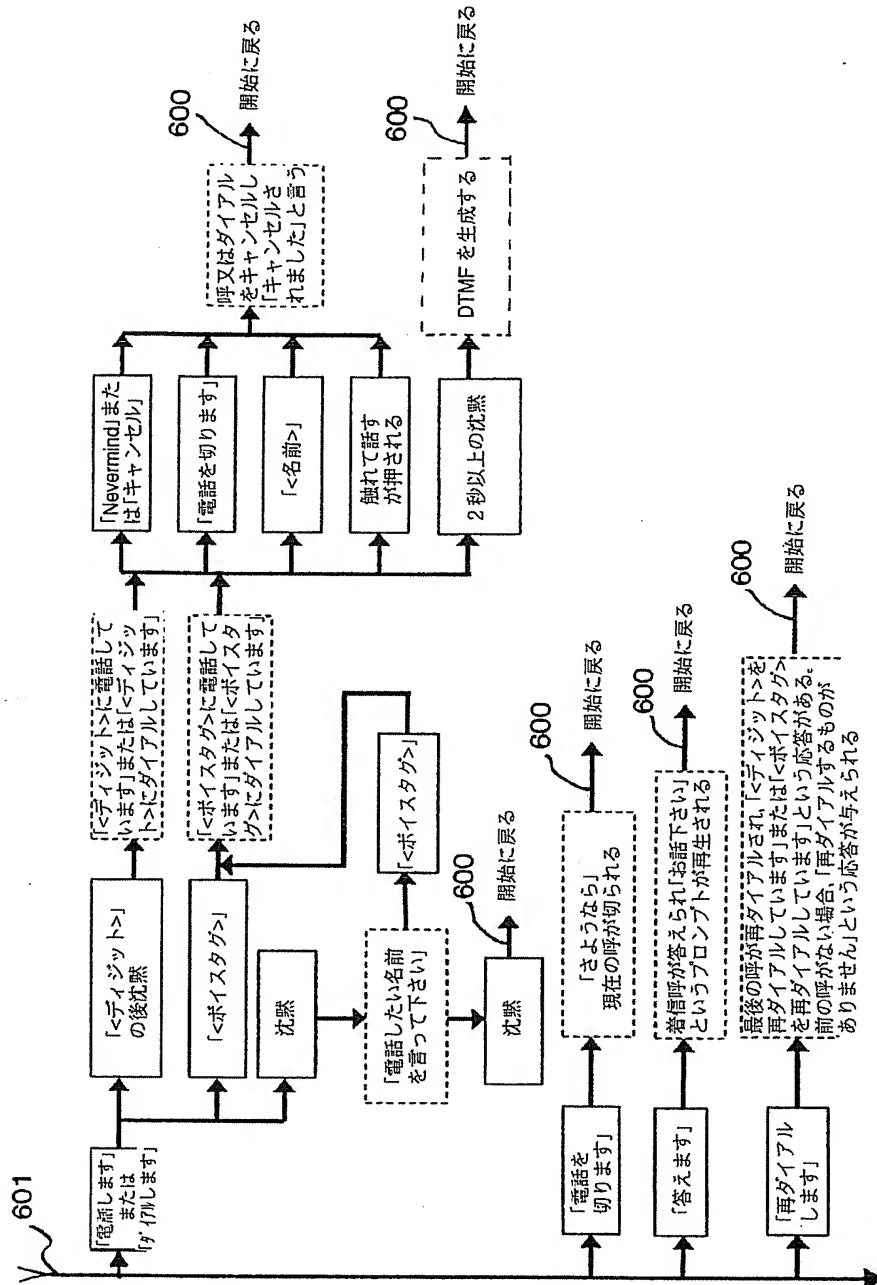 601
「電話します」
または
「ダイアルします」
「<ディジット>」
の後沈黙
「<ディジット>に電話して
います」または「<ディジッ
ト>にダイアルしています」
「<ボイスタグ>」
「<ボイスタグ>に電話して
います」または「<ボイスタ
グ>にダイアルしています」
沈黙
「電話したい名前
を言って下さい」
「<ボイスタグ>」
沈黙
600
開始に戻る
「Nevermind」また
は「キャンセル」
「電話を切ります」
「<名前>」
触れて話す
が押される
2秒以上の沈黙
呼又はダイアル
をキャンセルし
「キャンセルさ
れました」と言う
600
開始に戻る
DTMFを生成する
600
開始に戻る
「電話を
切ります」
「さようなら」
現在の呼が切られる
600
開始に戻る
「答えます」
着信呼が答えられ「お話下さい」
というプロンプトが再生される
600
開始に戻る
「再ダイアル
します」
最後の呼が再ダイアルされ、「<ディジット>を
再ダイアルしています」または「<ボイスタグ>
を再ダイアルしています」という応答がある。
前の呼がない場合、「再ダイアルするものが
ありません」という応答が与えられる
600
開始に戻る